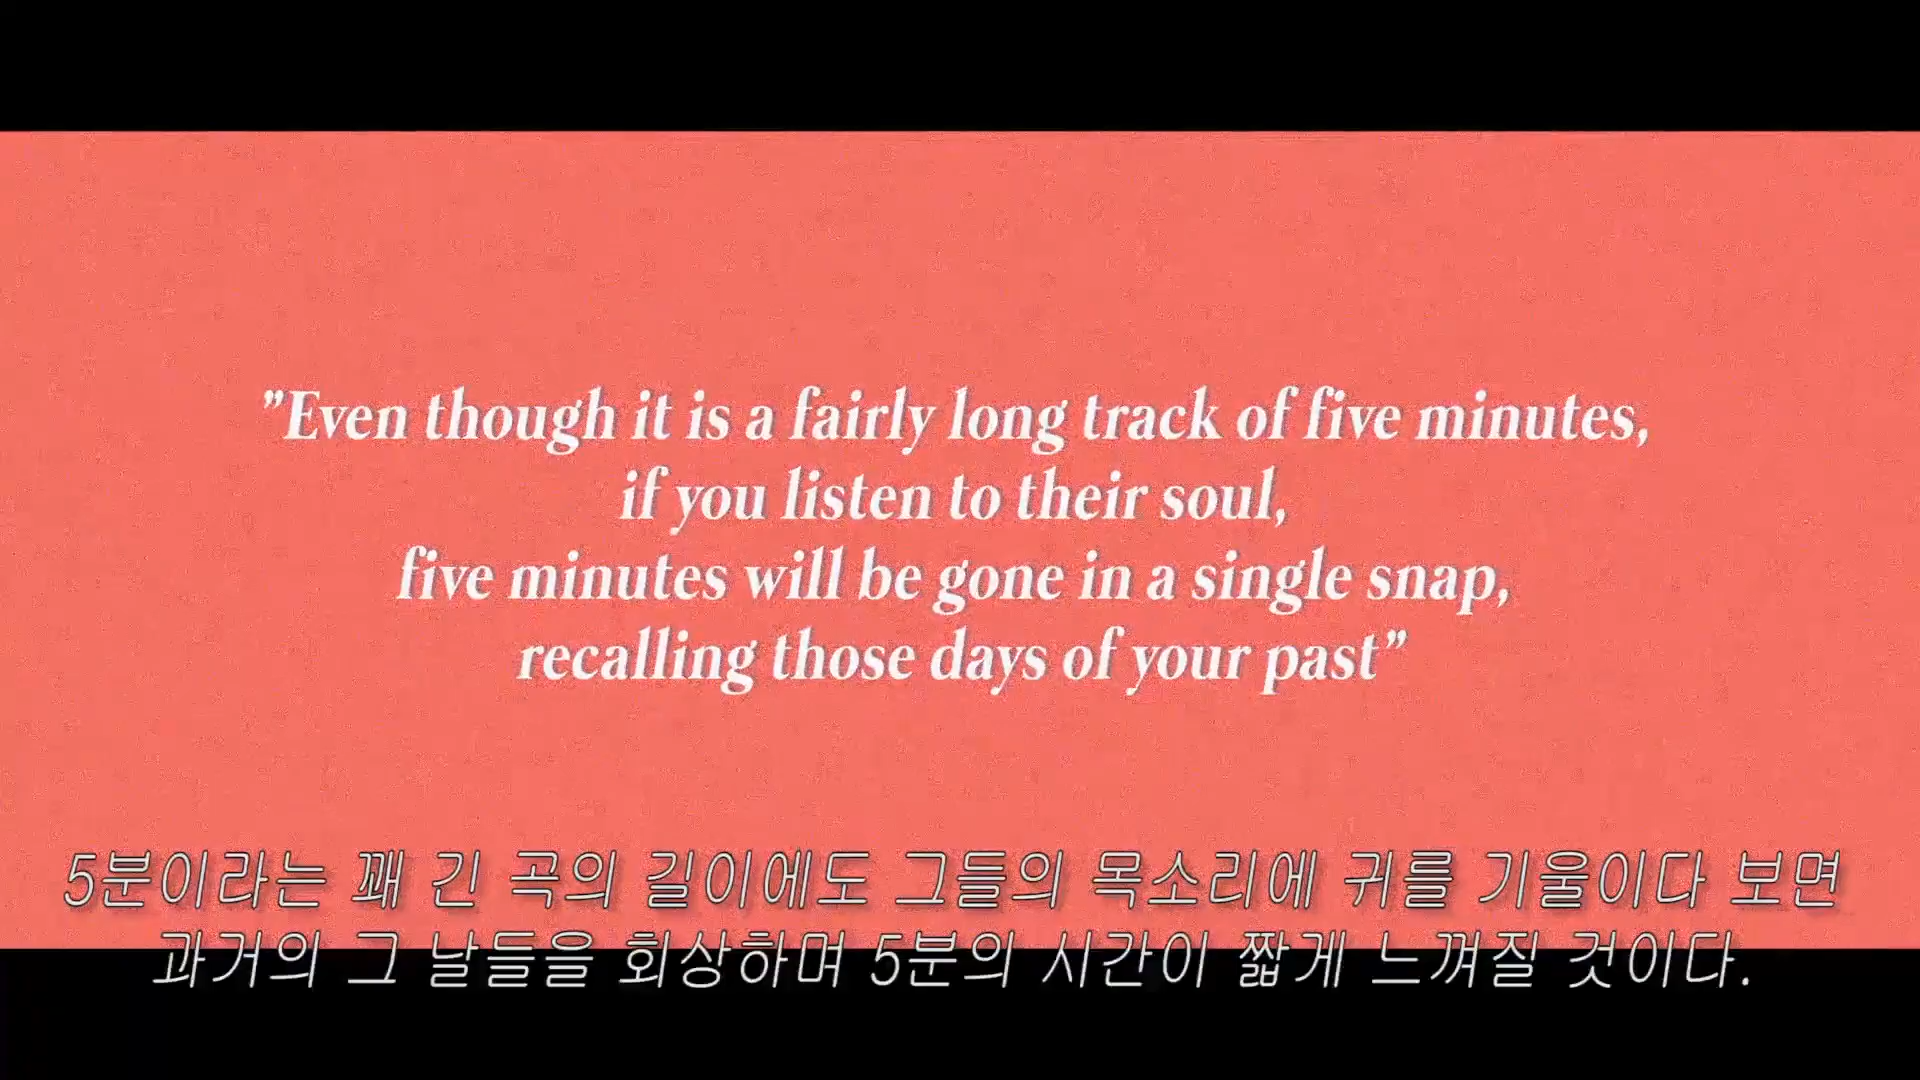 ”Even though it is a fairly long track of five minutes,
if you listen to their soul,
five minutes will be gone in a single snap,
recalling those days of your past”
5분이라는 꽤 긴 곡의 길이에도 그들의 목소리에 귀를 기울이다 보면
과거의 그 날들을 회상하며 5분의 시간이 짧게 느껴질 것이다.